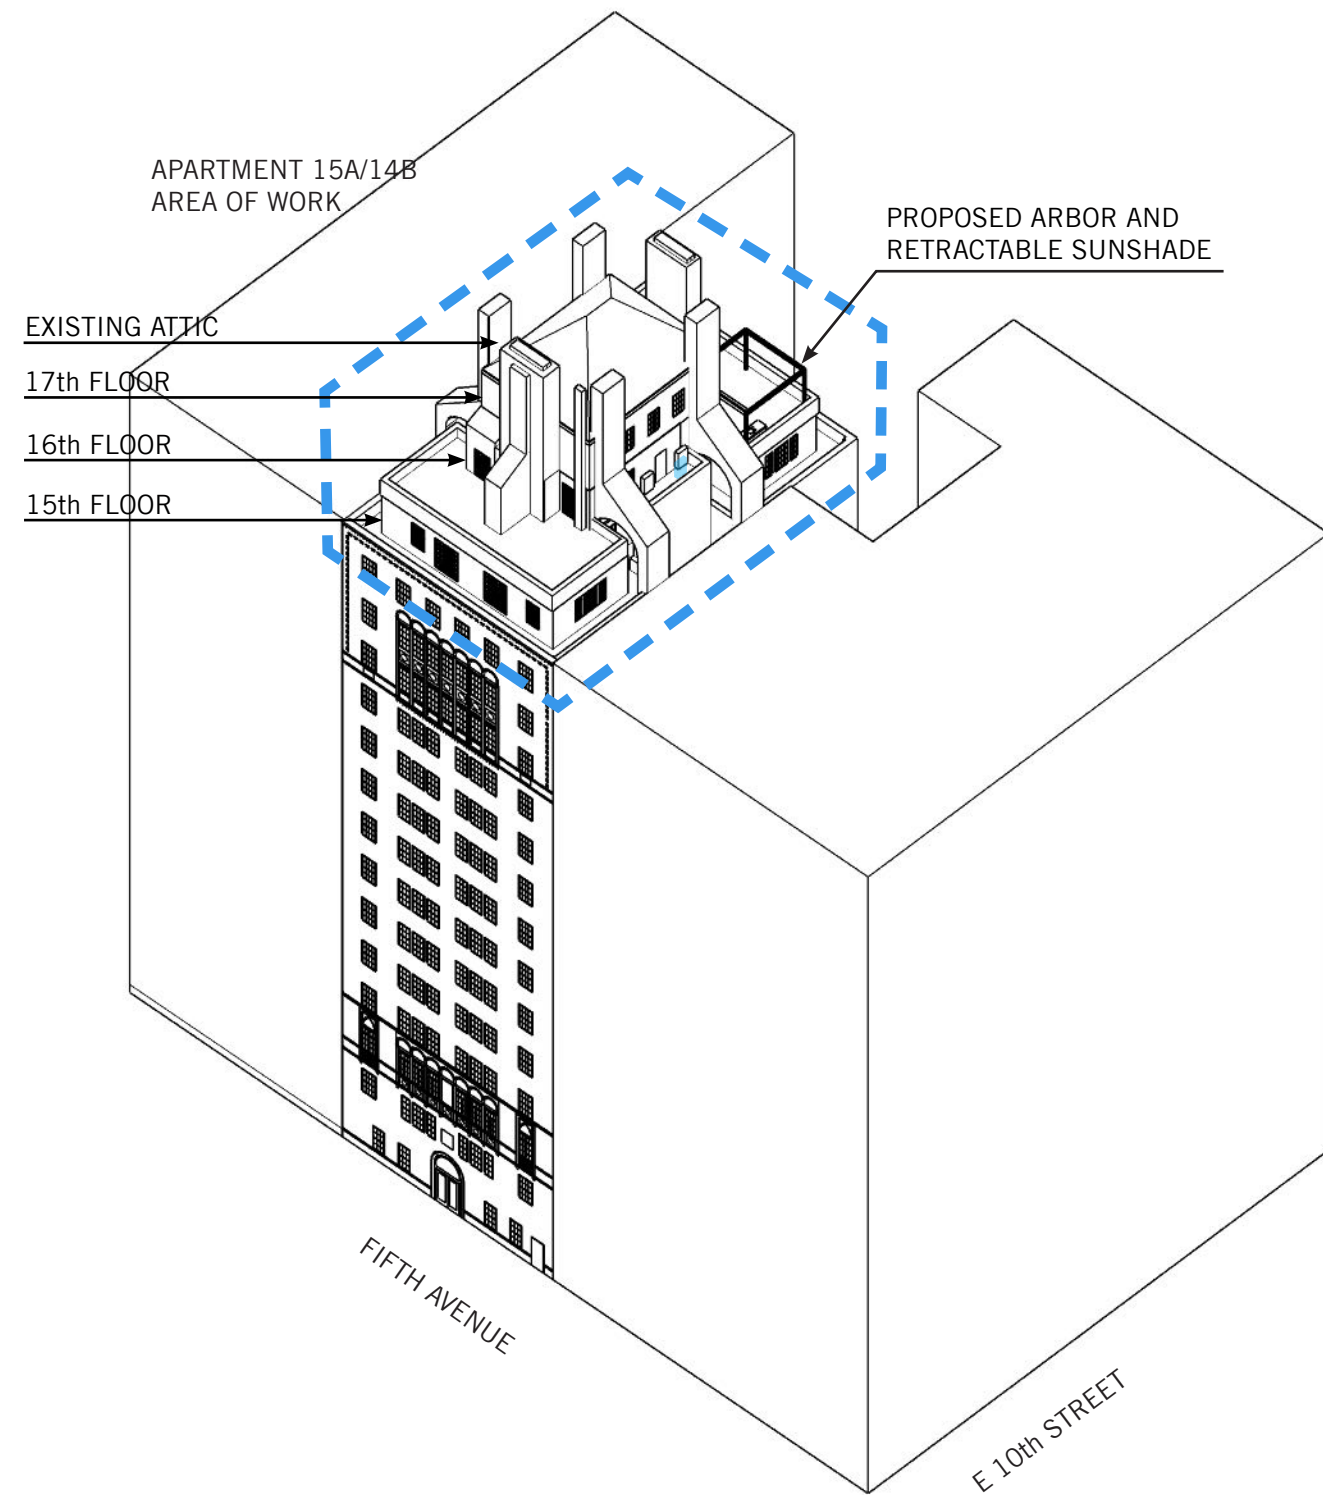 APARTMENT 15A/14B
AREA OF WORK
PROPOSED ARBOR AND
RETRACTABLE SUNSHADE
EXISTING ATTIC
17th FLOOR
16th FLOOR
15th FLOOR
FIFTH AVENUE
E 10th STREET